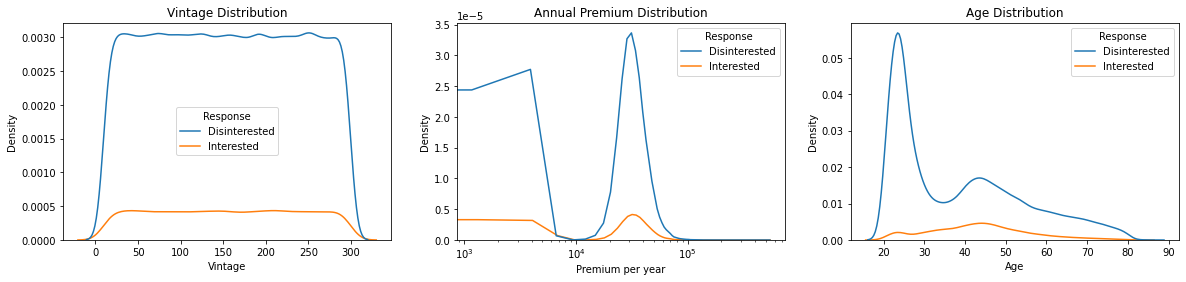 Vintage Distribution
Density
0.0030
0.0025
0.0020
0.0015
0.0010
0.0005
0.0000
Response
Disinterested
Interested
0 50 100 150 200 250 300
Vintage
Annual Premium Distribution
1e−5
Density
3.5
3.0
2.5
2.0
1.5
1.0
0.5
0.0
Response
Disinterested
Interested
10³ 10⁴ 10⁵
Premium per year
Age Distribution
Density
0.05
0.04
0.03
0.02
0.01
0.00
Response
Disinterested
Interested
20 30 40 50 60 70 80 90
Age